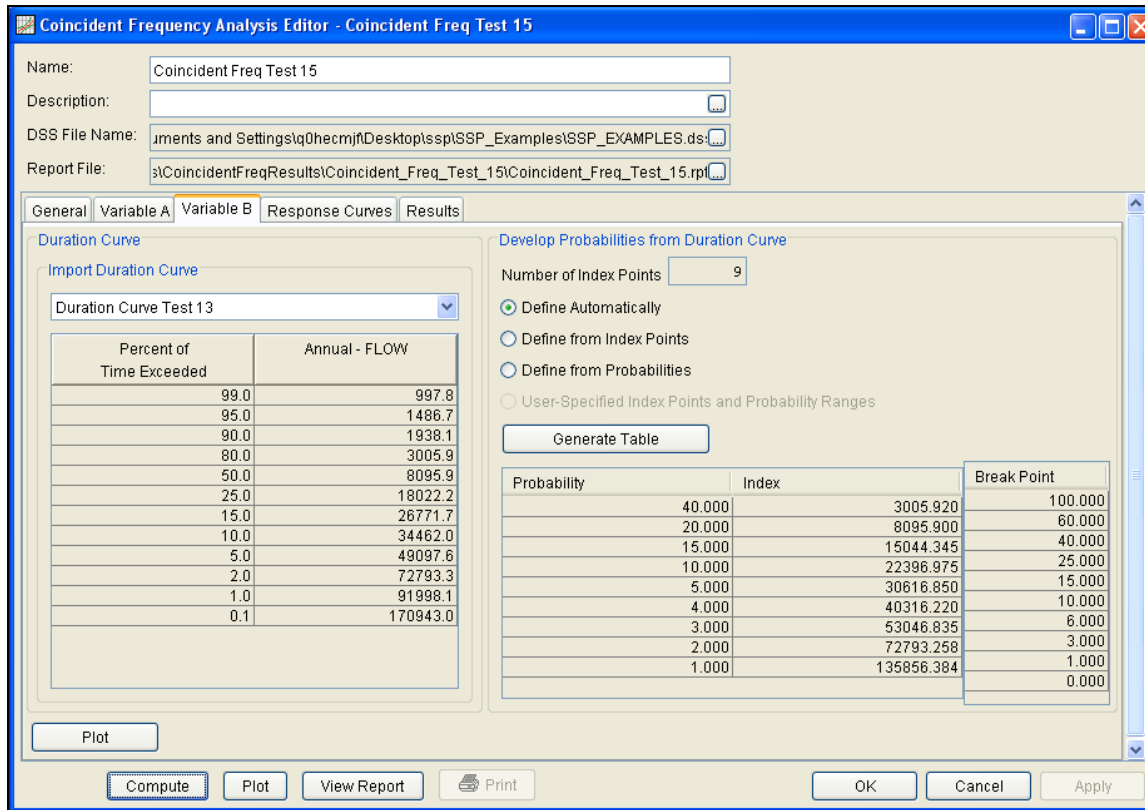 Coincident Frequency Analysis Editor - Coincident Freq Test 15
Name: Coincident Freq Test 15
Description: ...
DSS File Name: uments and Settings\q0hecmjf\Desktop\ssp\SSP_Examples\SSP_EXAMPLES.ds ...
Report File: s\CoincidentFreqResults\Coincident_Freq_Test_15\Coincident_Freq_Test_15.rpt ...
General Variable A Variable B Response Curves Results
Duration Curve
Import Duration Curve
Duration Curve Test 13
Percent of Time Exceeded Annual - FLOW
99.0 997.8
95.0 1486.7
90.0 1938.1
80.0 3005.9
50.0 8095.9
25.0 18022.2
15.0 26771.7
10.0 34462.0
5.0 49097.6
2.0 72793.3
1.0 91998.1
0.1 170943.0
Plot
Develop Probabilities from Duration Curve
Number of Index Points 9
Define Automatically
Define from Index Points
Define from Probabilities
User-Specified Index Points and Probability Ranges
Generate Table
Probability Index
40.000 3005.920
20.000 8095.900
15.000 15044.345
10.000 22396.975
5.000 30616.850
4.000 40316.220
3.000 53046.835
2.000 72793.258
1.000 135856.384
Break Point
100.000
60.000
40.000
25.000
15.000
10.000
6.000
3.000
1.000
0.000
Compute Plot View Report Print OK Cancel Apply